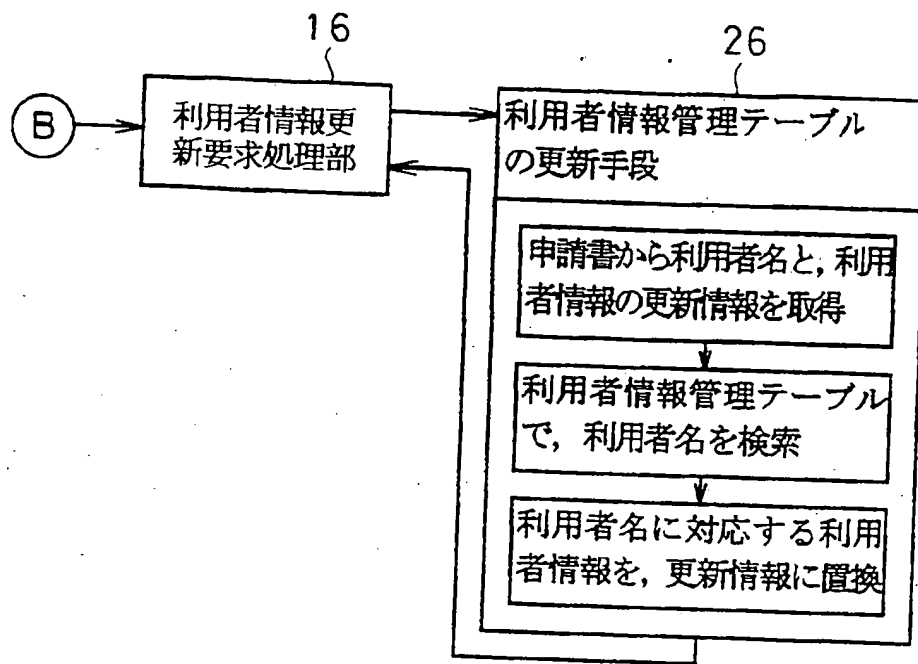 16
26
B
利用者情報更
新要求処理部
利用者情報管理テーブル
の更新手段
申請書から利用者名と,利用
者情報の更新情報を取得
利用者情報管理テーブル
で,利用者名を検索
利用者名に対応する利用
者情報を,更新情報に置換